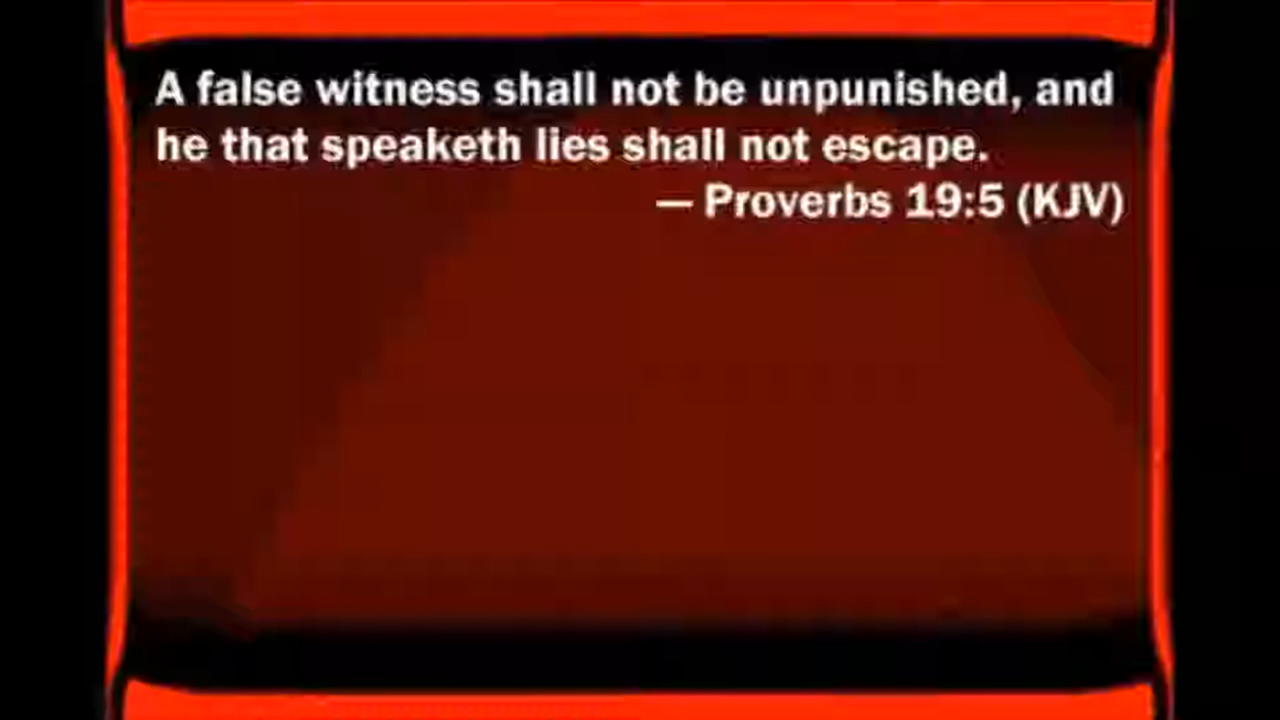 A false witness shall not be unpunished, and
he that speaketh lies shall not escape.
— Proverbs 19:5 (KJV)